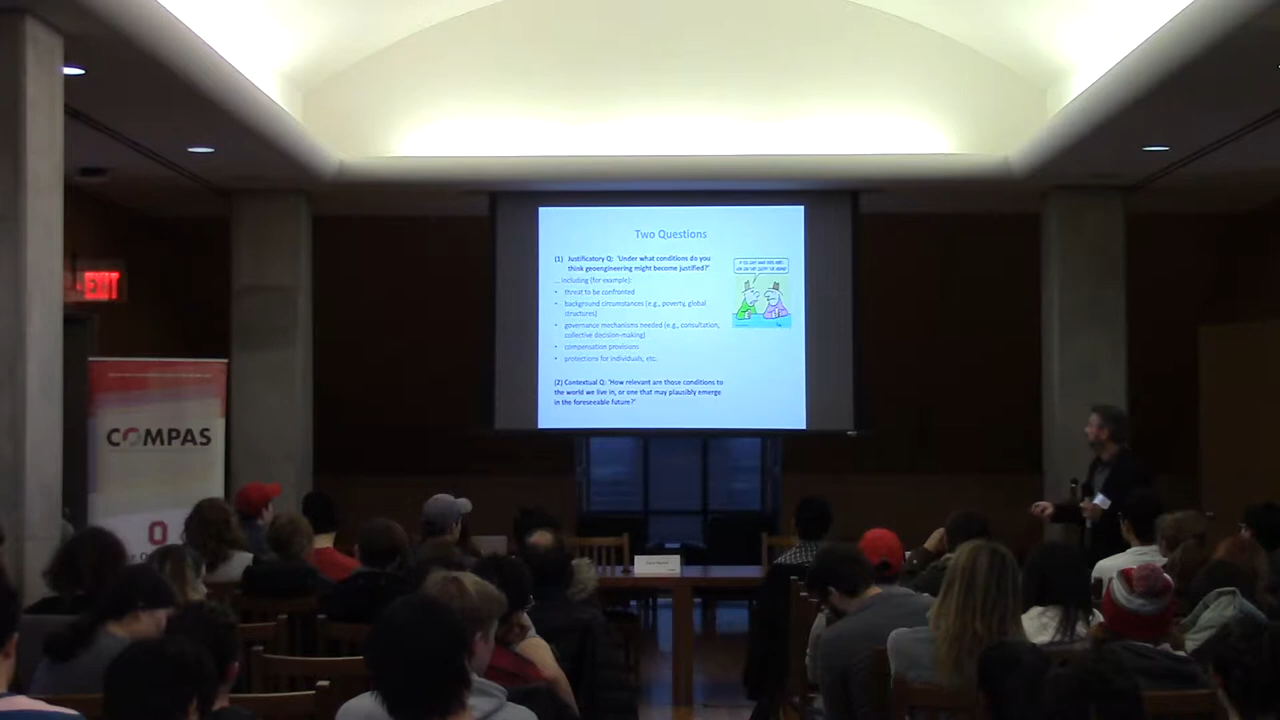 Two Questions
(1) Justificatory Q: 'Under what conditions do you
think geoengineering might become justified?'
... including (for example):
• threat to be confronted
• background circumstances (e.g., poverty, global
structures)
• governance mechanisms needed (e.g., consultation,
collective decision-making)
• compensation provisions
• protections for individuals, etc.
(2) Contextual Q: 'How relevant are those conditions to
the world we live in, or one that may plausibly emerge
in the foreseeable future?'
EXIT
COMPAS
O